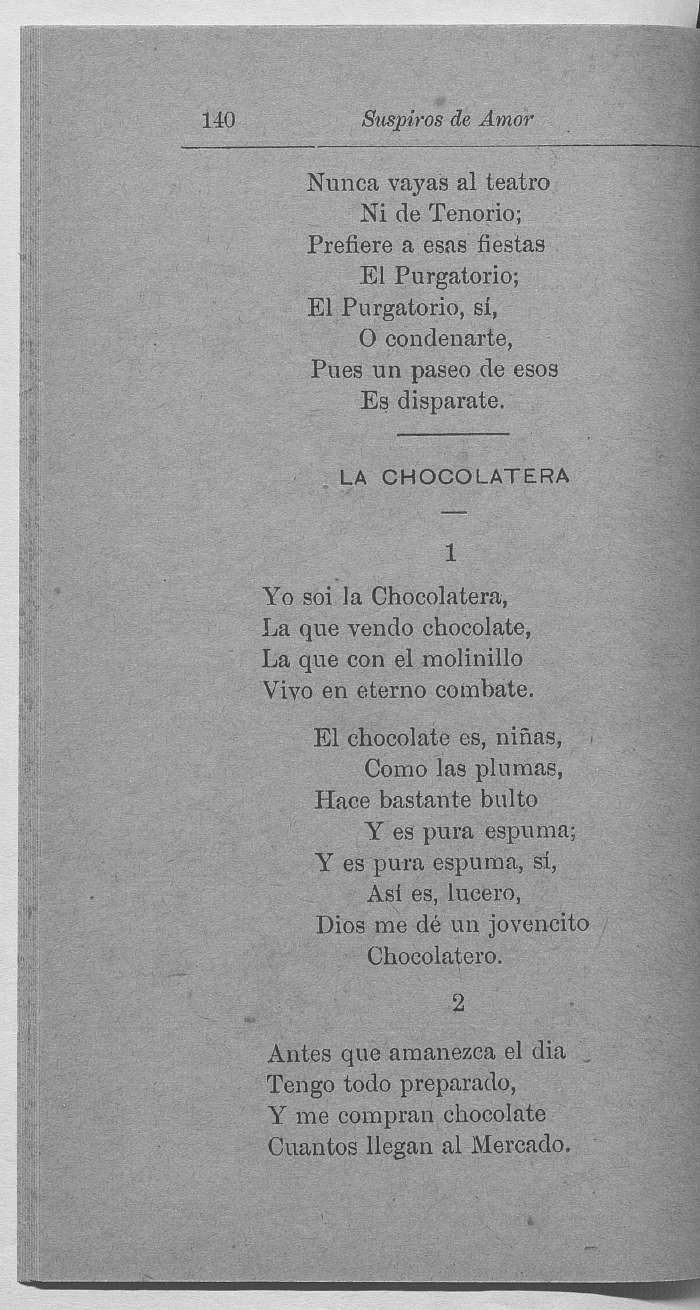 140 Suspiros de Amor
Nunca vayas al teatro
Ni de Tenorio;
Prefiere a esas fiestas
El Purgatorio;
El Purgatorio, sí,
O condenarte,
Pues un paseo de esos
Es disparate.
LA CHOCOLATERA
1
Yo soi la Chocolatera,
La que vendo chocolate,
La que con el molinillo
Vivo en eterno combate.
El chocolate es, niñas,
Como las plumas,
Hace bastante bulto
Y es pura espuma;
Y es pura espuma, sí,
Así es, lucero,
Dios me dé un jovencito
Chocolatero.
2
Antes que amanezca el dia
Tengo todo preparado,
Y me compran chocolate
Cuantos llegan al Mercado.